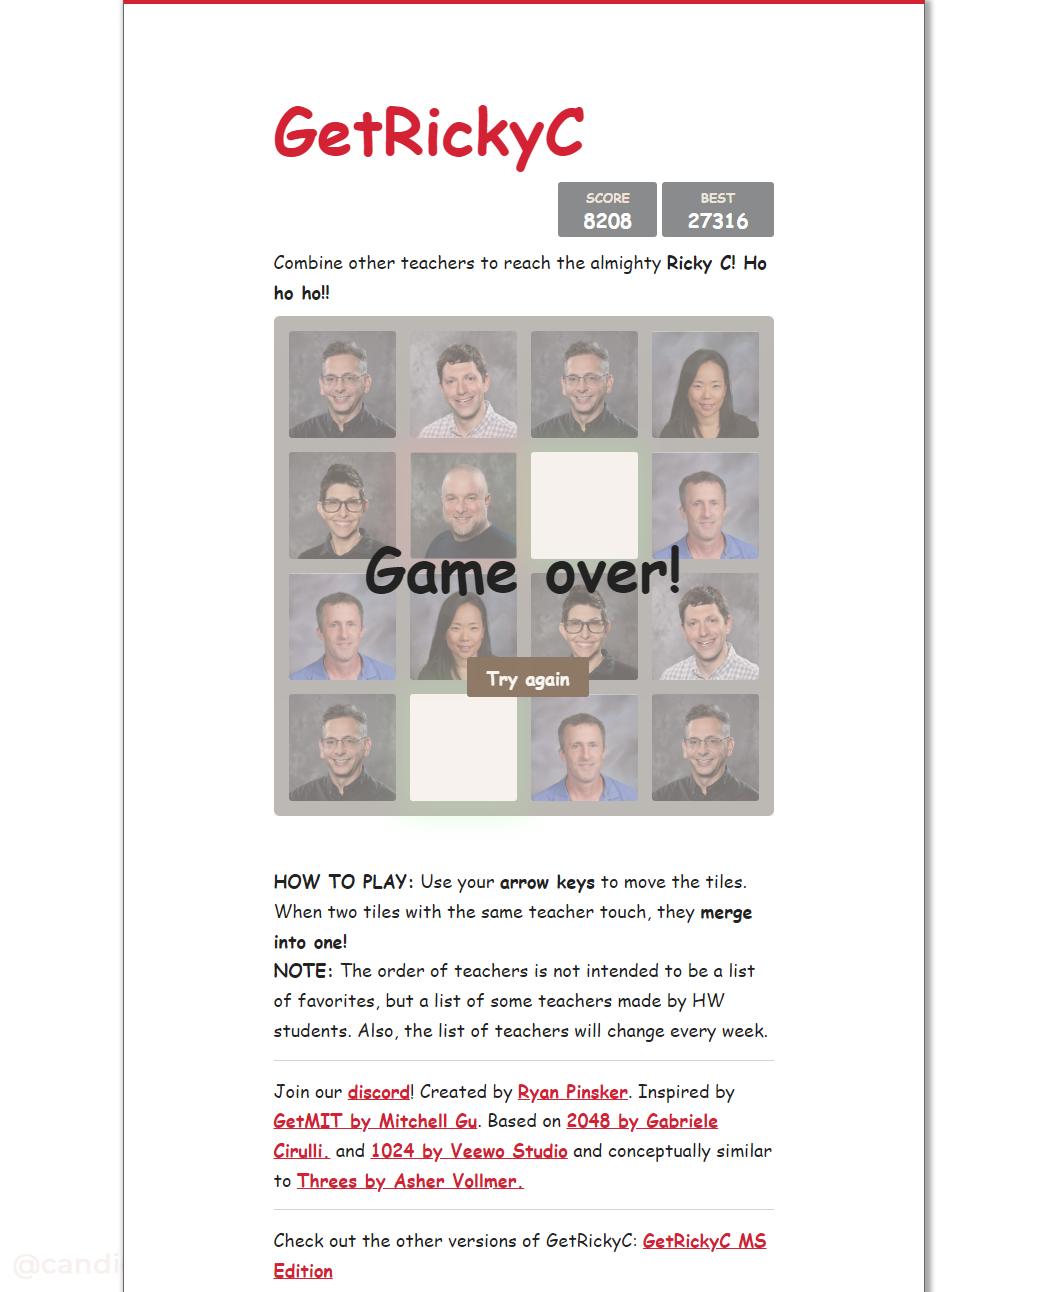 GetRickyC
SCORE
8208
BEST
27316
Combine other teachers to reach the almighty Ricky C! Ho
ho ho!!
Game over!
Try again
HOW TO PLAY: Use your arrow keys to move the tiles.
When two tiles with the same teacher touch, they merge
into one!
NOTE: The order of teachers is not intended to be a list
of favorites, but a list of some teachers made by HW
students. Also, the list of teachers will change every week.
Join our discord! Created by Ryan Pinsker. Inspired by
GetMIT by Mitchell Gu. Based on 2048 by Gabriele
Cirulli. and 1024 by Veewo Studio and conceptually similar
to Threes by Asher Vollmer.
Check out the other versions of GetRickyC: GetRickyC MS
Edition